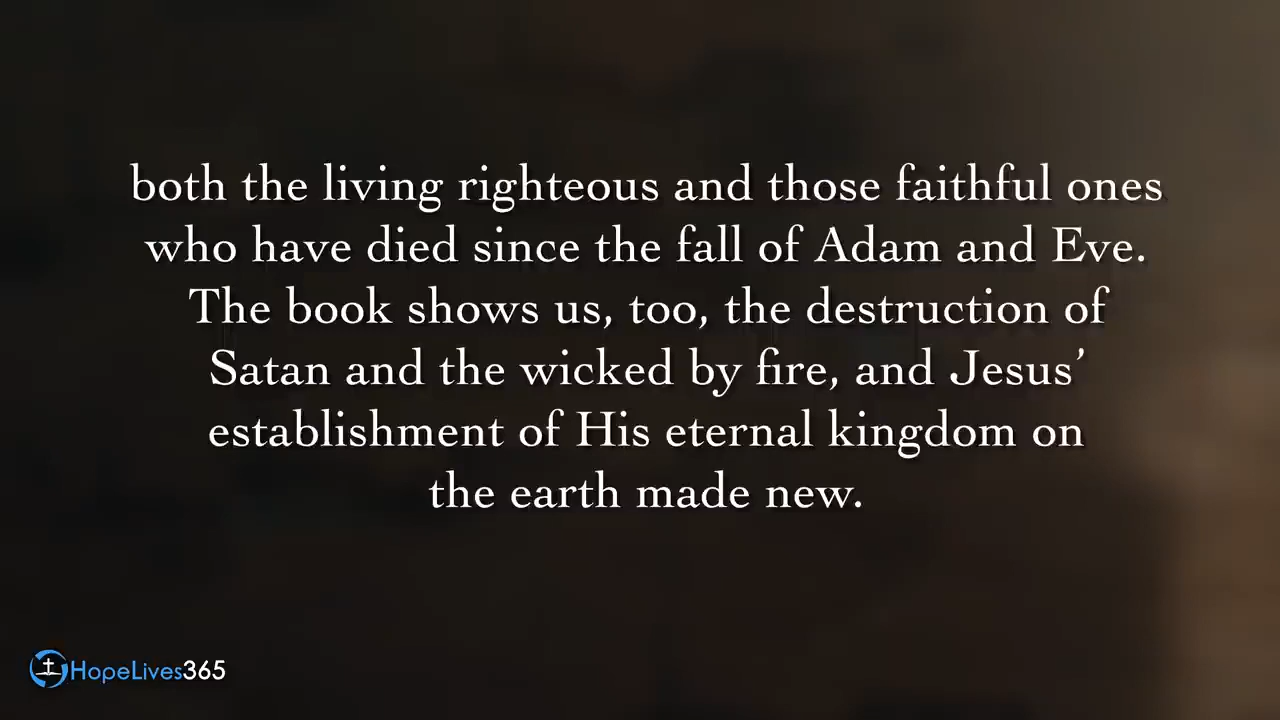 both the living righteous and those faithful ones
who have died since the fall of Adam and Eve.
The book shows us, too, the destruction of
Satan and the wicked by fire, and Jesus’
establishment of His eternal kingdom on
the earth made new.
HopeLives365